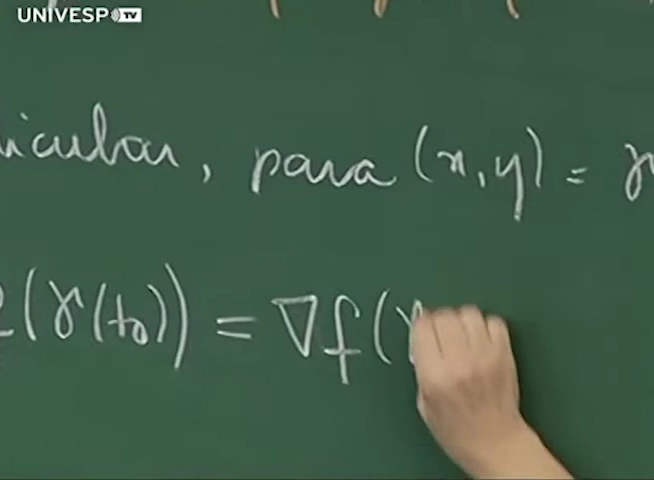 UNIVESP TV
icular, para (x,y) = γ
(γ(t₀)) = ∇f(γ